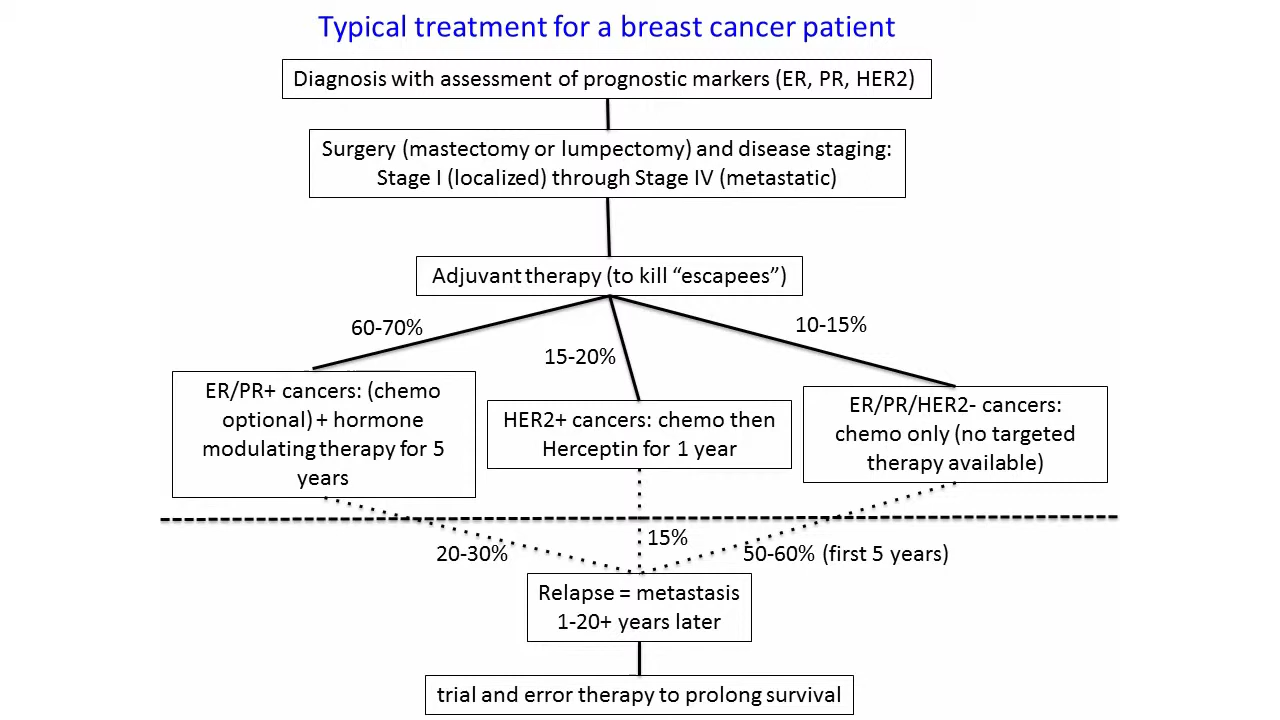 Typical treatment for a breast cancer patient
Diagnosis with assessment of prognostic markers (ER, PR, HER2)
Surgery (mastectomy or lumpectomy) and disease staging:
Stage I (localized) through Stage IV (metastatic)
Adjuvant therapy (to kill “escapees”)
60-70%
15-20%
10-15%
ER/PR+ cancers: (chemo
optional) + hormone
modulating therapy for 5
years
HER2+ cancers: chemo then
Herceptin for 1 year
ER/PR/HER2- cancers:
chemo only (no targeted
therapy available)
20-30%
15%
50-60% (first 5 years)
Relapse = metastasis
1-20+ years later
trial and error therapy to prolong survival